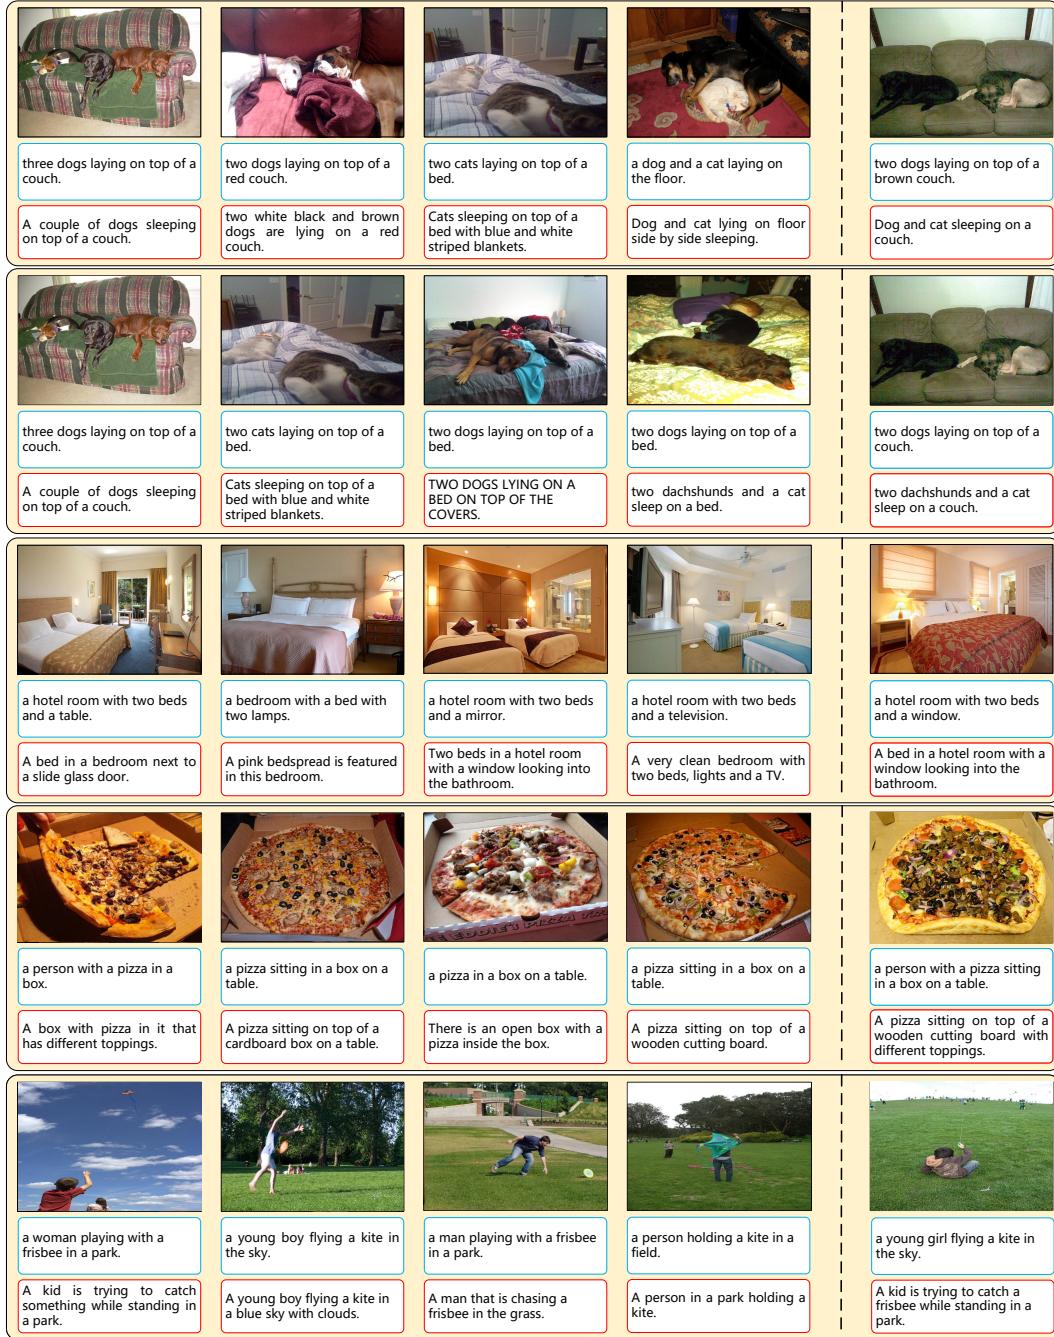 three dogs laying on top of a
couch.
two dogs laying on top of a
red couch.
two cats laying on top of a
bed.
a dog and a cat laying on
the floor.
two dogs laying on top of a
brown couch.
A couple of dogs sleeping
on top of a couch.
two white black and brown
dogs are lying on a red
couch.
Cats sleeping on top of a
bed with blue and white
striped blankets.
Dog and cat lying on floor
side by side sleeping.
Dog and cat sleeping on a
couch.
three dogs laying on top of a
couch.
two cats laying on top of a
bed.
two dogs laying on top of a
bed.
two dogs laying on top of a
bed.
two dogs laying on top of a
couch.
A couple of dogs sleeping
on top of a couch.
Cats sleeping on top of a
bed with blue and white
striped blankets.
TWO DOGS LYING ON A
BED ON TOP OF THE
COVERS.
two dachshunds and a cat
sleep on a bed.
two dachshunds and a cat
sleep on a couch.
a hotel room with two beds
and a table.
a bedroom with a bed with
two lamps.
a hotel room with two beds
and a mirror.
a hotel room with two beds
and a television.
a hotel room with two beds
and a window.
A bed in a bedroom next to
a slide glass door.
A pink bedspread is featured
in this bedroom.
Two beds in a hotel room
with a window looking into
the bathroom.
A very clean bedroom with
two beds, lights and a TV.
A bed in a hotel room with a
window looking into the
bathroom.
EDDIE'S PIZZA
a person with a pizza in a
box.
a pizza sitting in a box on a
table.
a pizza in a box on a table.
a pizza sitting in a box on a
table.
a person with a pizza sitting
in a box on a table.
A box with pizza in it that
has different toppings.
A pizza sitting on top of a
cardboard box on a table.
There is an open box with a
pizza inside the box.
A pizza sitting on top of a
wooden cutting board.
A pizza sitting on top of a
wooden cutting board with
different toppings.
a woman playing with a
frisbee in a park.
a young boy flying a kite in
the sky.
a man playing with a frisbee
in a park.
a person holding a kite in a
field.
a young girl flying a kite in
the sky.
A kid is trying to catch
something while standing in
a park.
A young boy flying a kite in
a blue sky with clouds.
A man that is chasing a
frisbee in the grass.
A person in a park holding a
kite.
A kid is trying to catch a
frisbee while standing in a
park.